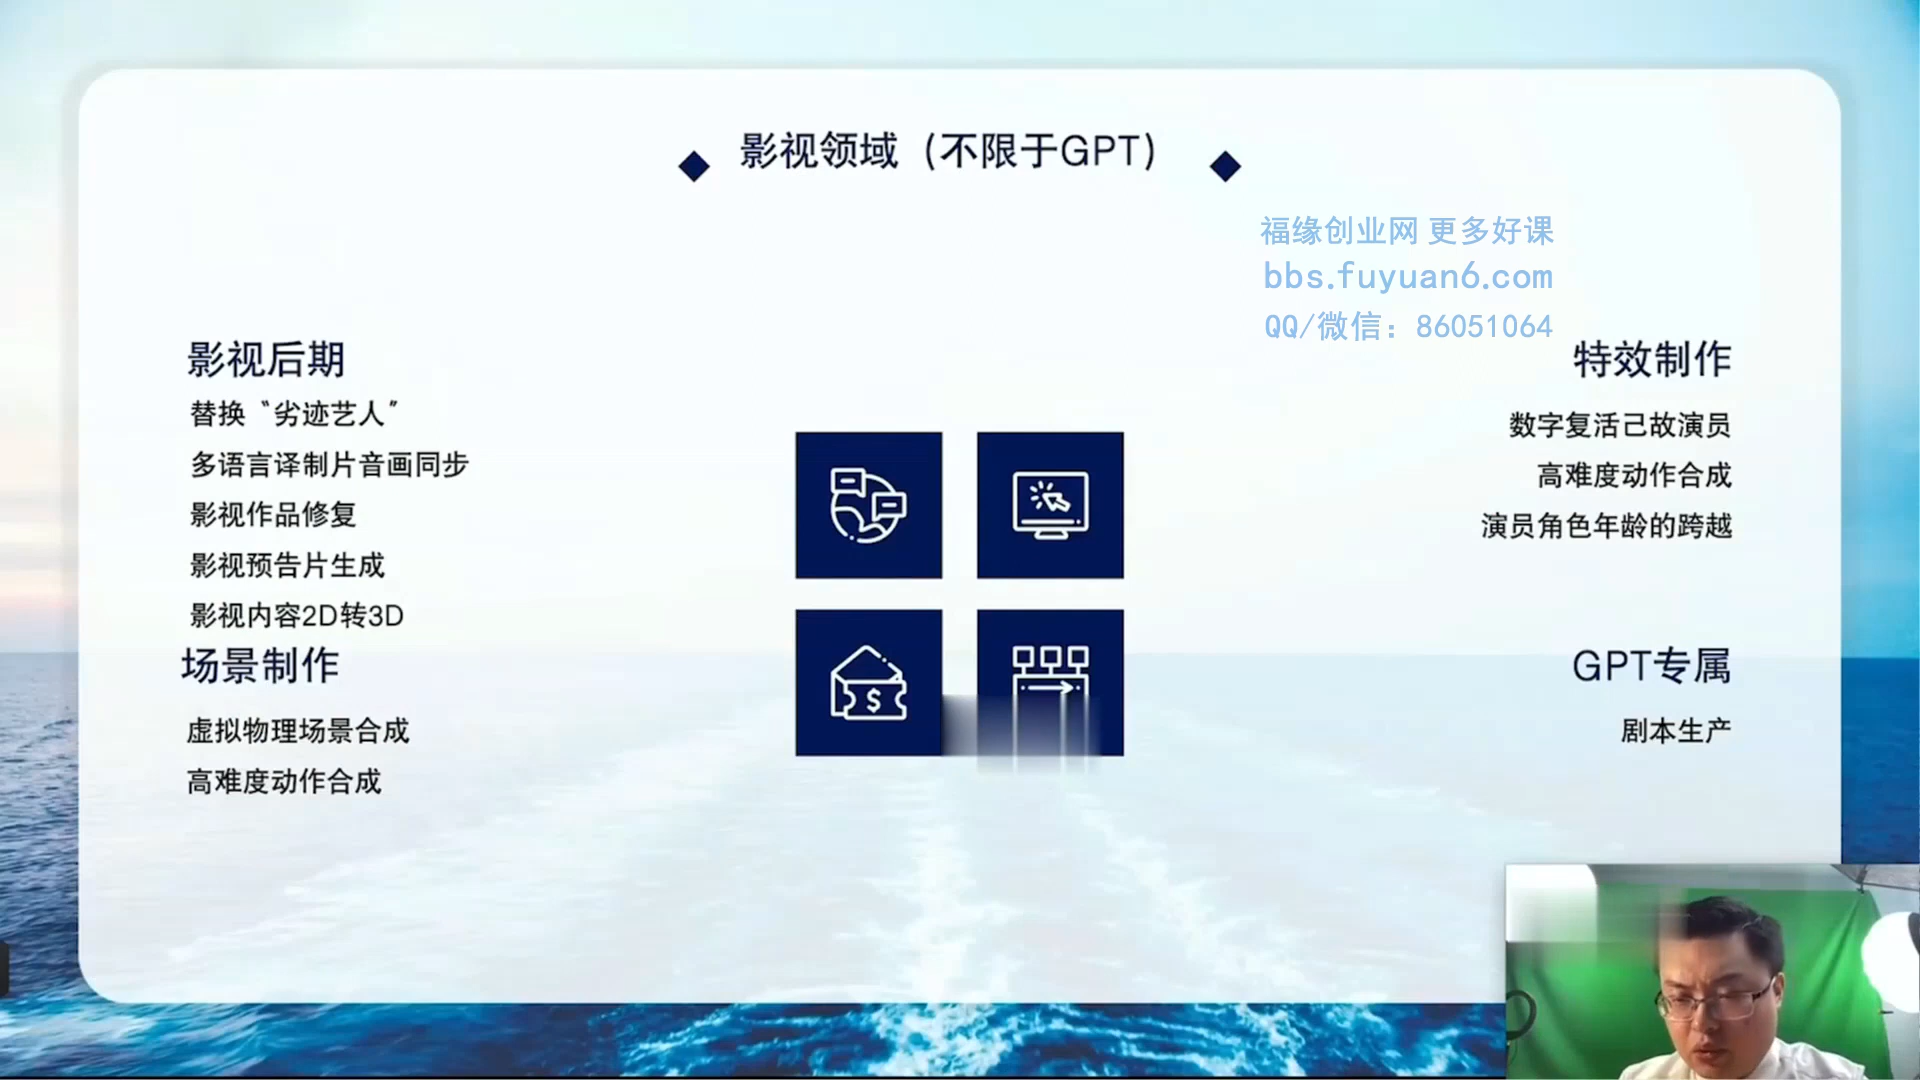 影视领域（不限于GPT）
福缘创业网 更多好课
bbs.fuyuan6.com
QQ/微信：86051064
影视后期
替换“劣迹艺人”
多语言译制片音画同步
影视作品修复
影视预告片生成
影视内容2D转3D
场景制作
虚拟物理场景合成
高难度动作合成
特效制作
数字复活己故演员
高难度动作合成
演员角色年龄的跨越
GPT专属
剧本生产
$